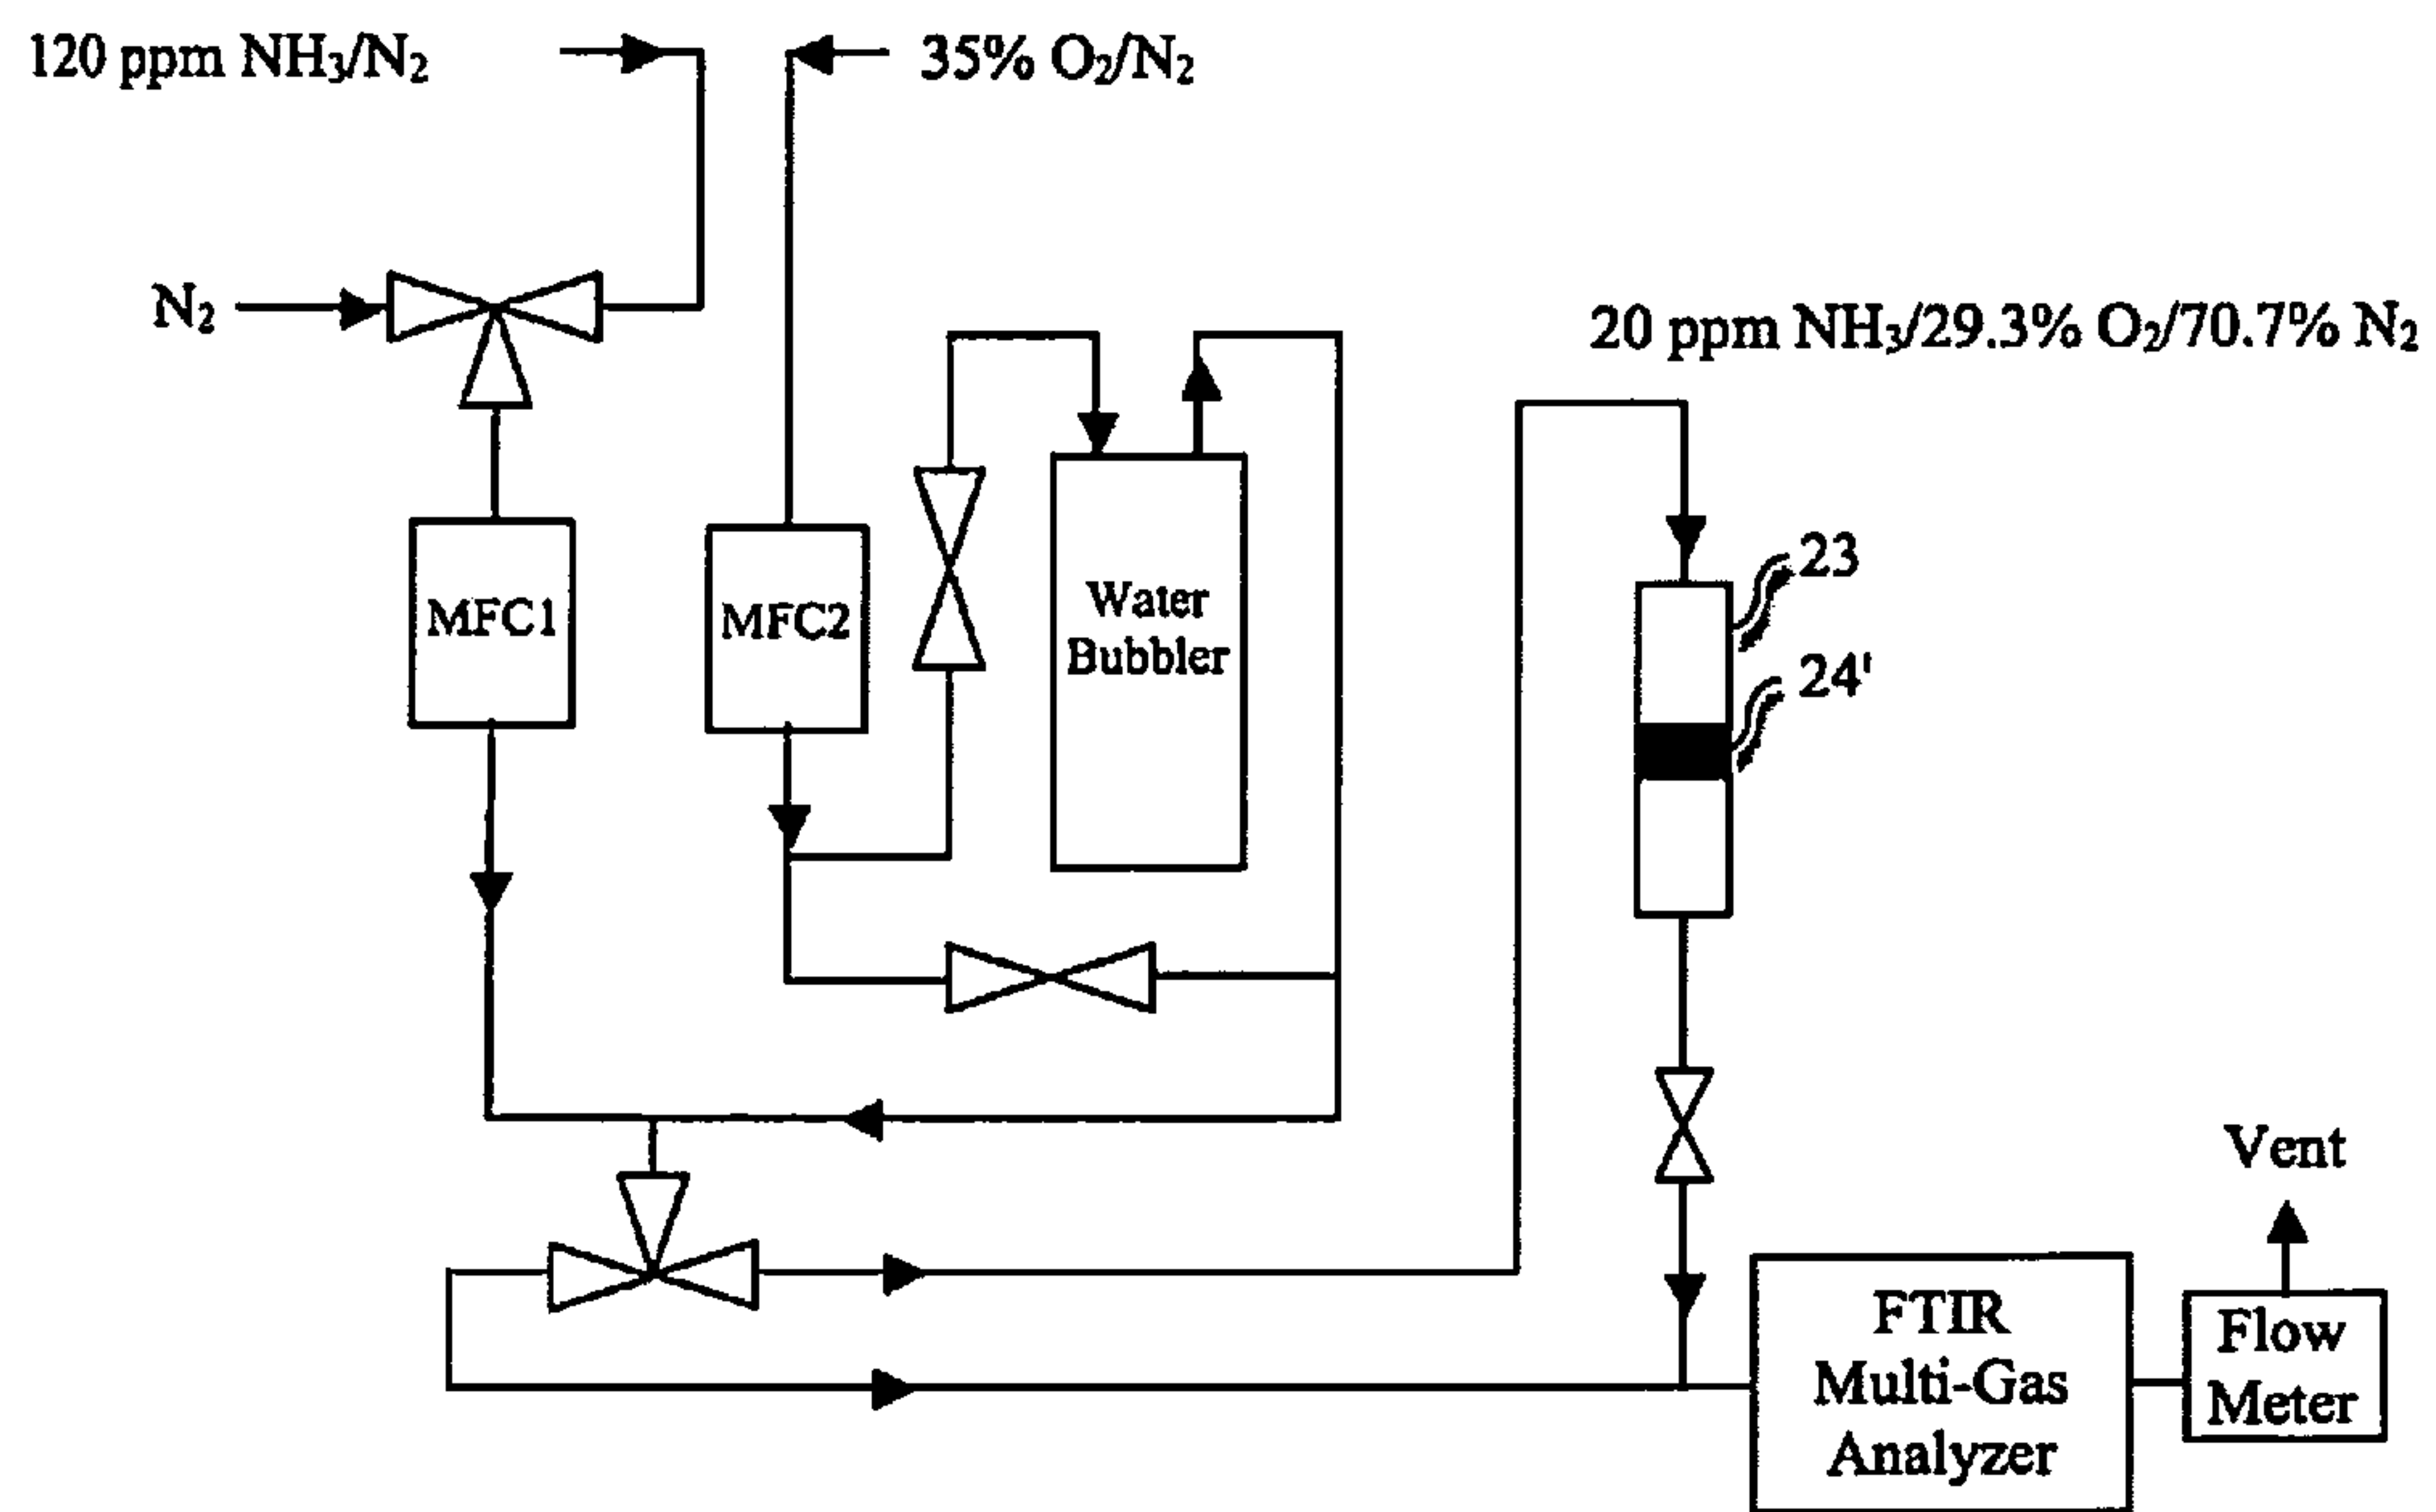 120 ppm NH₃/N₂
35% O₂/N₂
N₂
20 ppm NH₃/29.3% O₂/70.7% N₂
MFC1
MFC2
Water
Bubbler
23
24'
Vent
FTIR
Multi-Gas
Analyzer
Flow
Meter